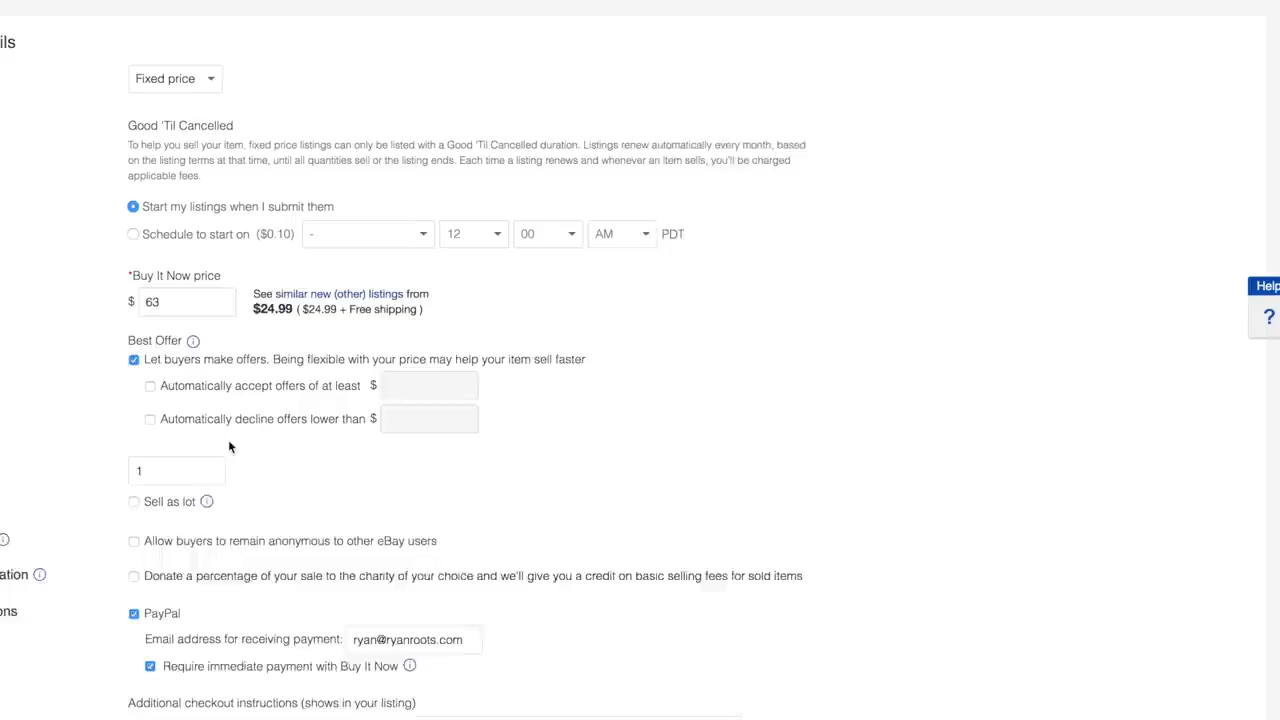 ils
Fixed price
Good 'Til Cancelled
To help you sell your item, fixed price listings can only be listed with a Good 'Til Cancelled duration. Listings renew automatically every month, based
on the listing terms at that time, until all quantities sell or the listing ends. Each time a listing renews and whenever an item sells, you'll be charged
applicable fees.
Start my listings when I submit them
Schedule to start on ($0.10) - 12 00 AM PDT
*Buy It Now price
$ 63
See similar new (other) listings from
$24.99 ( $24.99 + Free shipping )
Help
?
Best Offer
Let buyers make offers. Being flexible with your price may help your item sell faster
Automatically accept offers of at least $
Automatically decline offers lower than $
1
Sell as lot
Allow buyers to remain anonymous to other eBay users
ation
Donate a percentage of your sale to the charity of your choice and we'll give you a credit on basic selling fees for sold items
ons
PayPal
Email address for receiving payment: ryan@ryanroots.com
Require immediate payment with Buy It Now
Additional checkout instructions (shows in your listing)